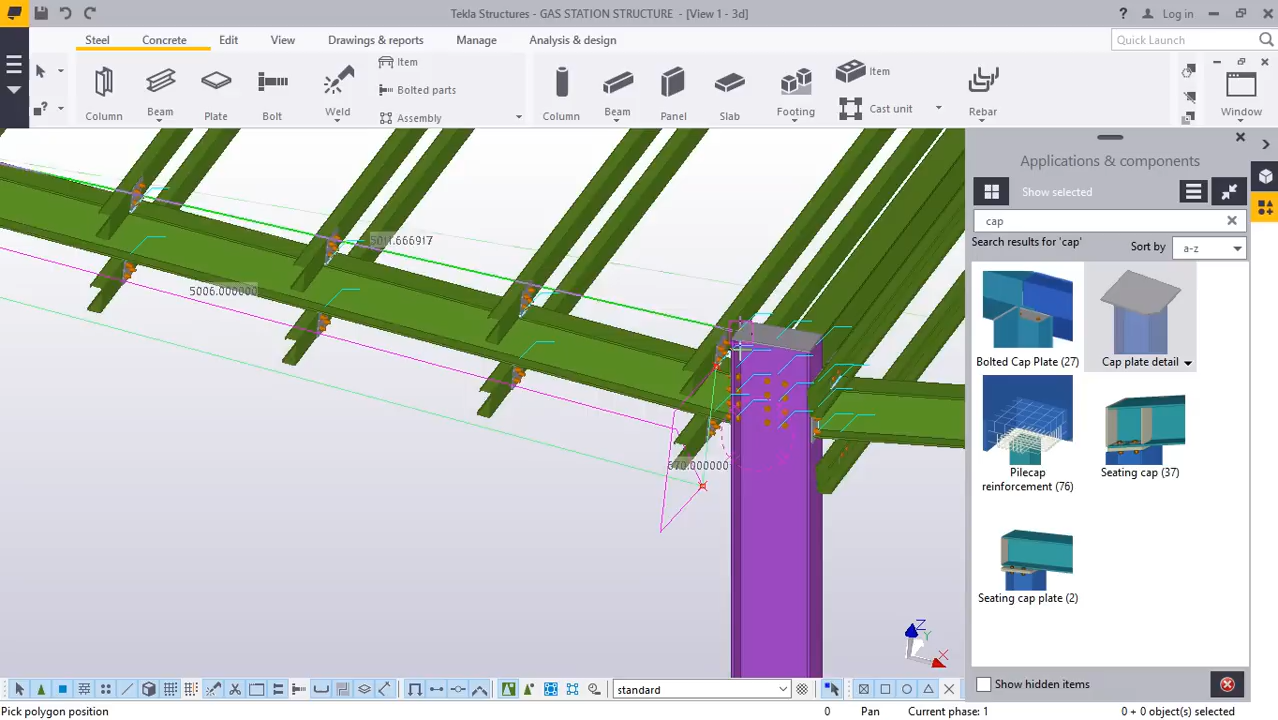 Tekla Structures - GAS STATION STRUCTURE - [View 1 - 3d]
? Log in
Steel Concrete Edit View Drawings & reports Manage Analysis & design
Quick Launch
Column Beam Plate Bolt Weld
Item
Bolted parts
Assembly
Column Beam Panel Slab Footing
Item
Cast unit
Rebar
Window
Applications & components
Show selected
cap
Search results for 'cap'
Sort by a-z
Bolted Cap Plate (27)
Cap plate detail
Pilecap
reinforcement (76)
Seating cap (37)
Seating cap plate (2)
Show hidden items
5011.666917
5006.000000
670.000000
Z
Y
X
standard
Pick polygon position
0
Pan
Current phase: 1
0 + 0 object(s) selected